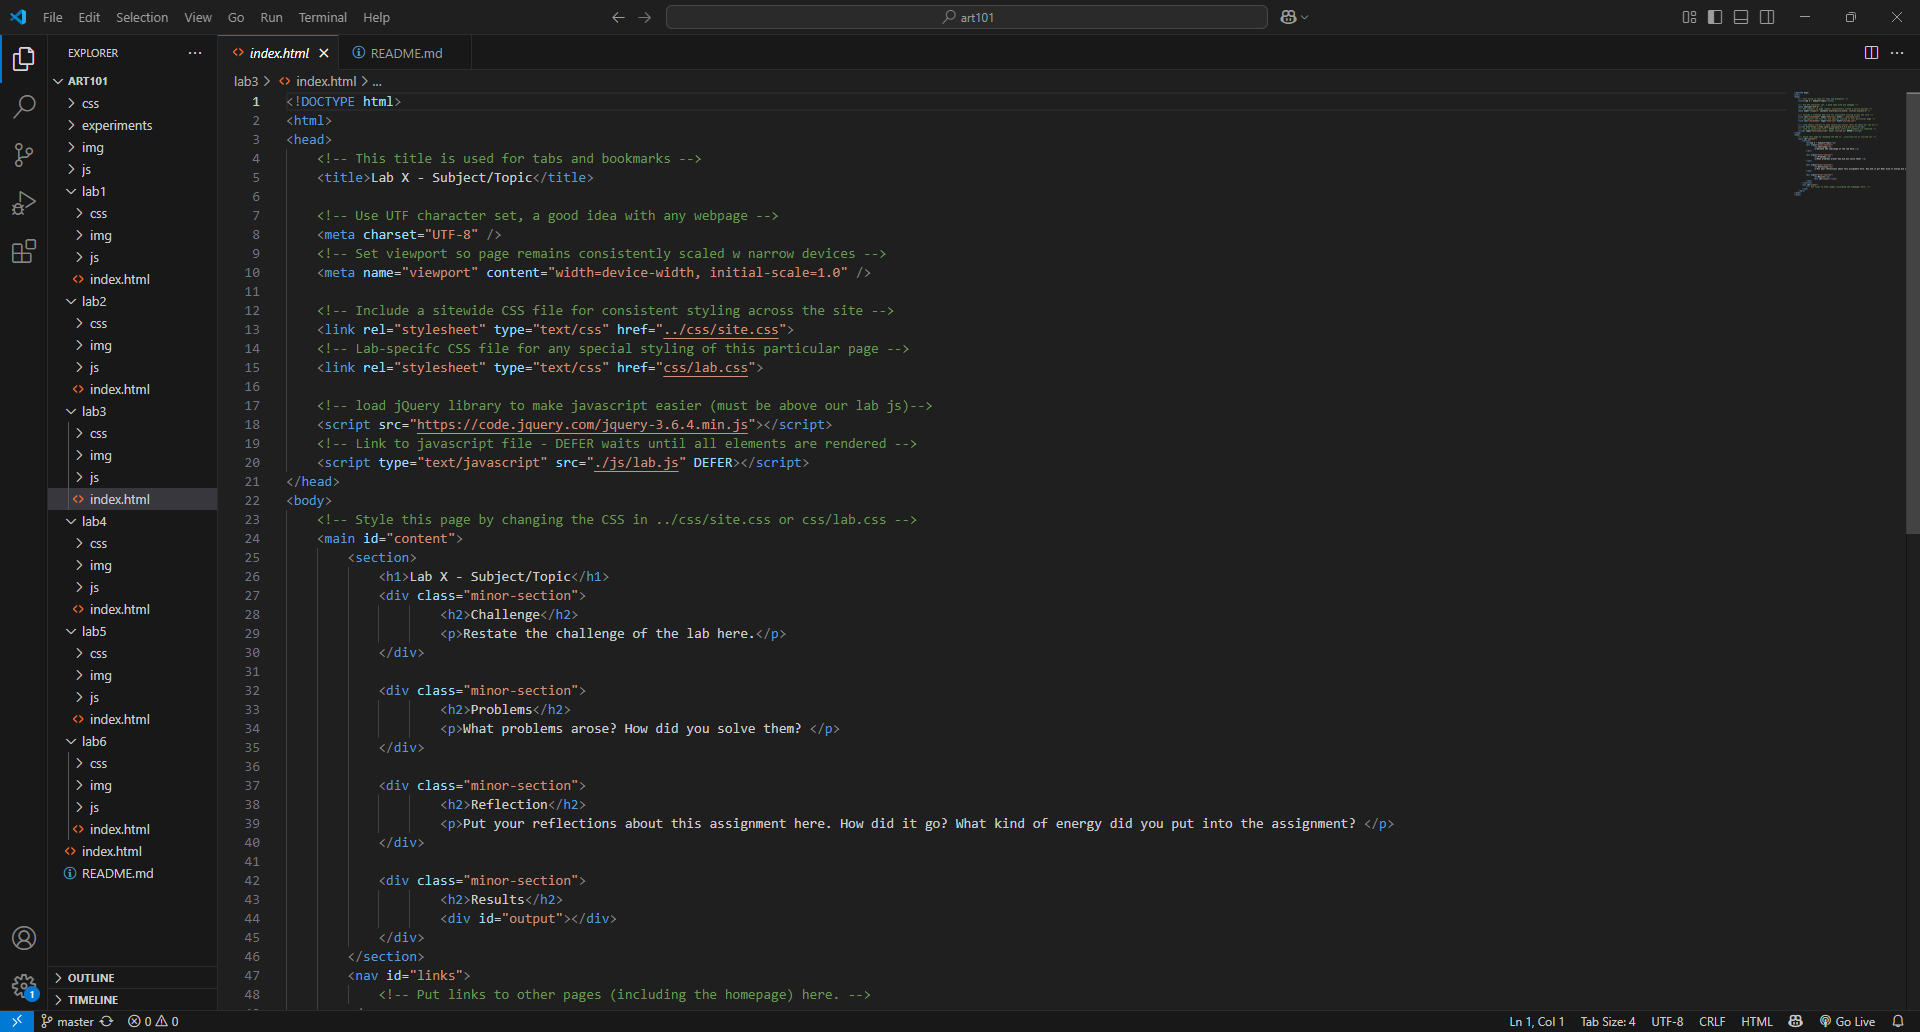 File Edit Selection View Go Run Terminal Help
art101
EXPLORER
index.html
README.md
ART101
css
experiments
img
js
lab1
css
img
js
index.html
lab2
css
img
js
index.html
lab3
css
img
js
index.html
lab4
css
img
js
index.html
lab5
css
img
js
index.html
lab6
css
img
js
index.html
index.html
README.md
OUTLINE
TIMELINE
lab3 > index.html > ...
1 <!DOCTYPE html>
2 <html>
3 <head>
4 <!-- This title is used for tabs and bookmarks -->
5 <title>Lab X - Subject/Topic</title>
6
7 <!-- Use UTF character set, a good idea with any webpage -->
8 <meta charset="UTF-8" />
9 <!-- Set viewport so page remains consistently scaled w narrow devices -->
10 <meta name="viewport" content="width=device-width, initial-scale=1.0" />
11
12 <!-- Include a sitewide CSS file for consistent styling across the site -->
13 <link rel="stylesheet" type="text/css" href="../css/site.css">
14 <!-- Lab-specifc CSS file for any special styling of this particular page -->
15 <link rel="stylesheet" type="text/css" href="css/lab.css">
16
17 <!-- load jQuery library to make javascript easier (must be above our lab js)-->
18 <script src="https://code.jquery.com/jquery-3.6.4.min.js"></script>
19 <!-- Link to javascript file - DEFER waits until all elements are rendered -->
20 <script type="text/javascript" src="./js/lab.js" DEFER></script>
21 </head>
22 <body>
23 <!-- Style this page by changing the CSS in ../css/site.css or css/lab.css -->
24 <main id="content">
25 <section>
26 <h1>Lab X - Subject/Topic</h1>
27 <div class="minor-section">
28 <h2>Challenge</h2>
29 <p>Restate the challenge of the lab here.</p>
30 </div>
31
32 <div class="minor-section">
33 <h2>Problems</h2>
34 <p>What problems arose? How did you solve them? </p>
35 </div>
36
37 <div class="minor-section">
38 <h2>Reflection</h2>
39 <p>Put your reflections about this assignment here. How did it go? What kind of energy did you put into the assignment? </p>
40 </div>
41
42 <div class="minor-section">
43 <h2>Results</h2>
44 <div id="output"></div>
45 </div>
46 </section>
47 <nav id="links">
48 <!-- Put links to other pages (including the homepage) here. -->
1
master 0 0 Ln 1, Col 1 Tab Size: 4 UTF-8 CRLF HTML Go Live